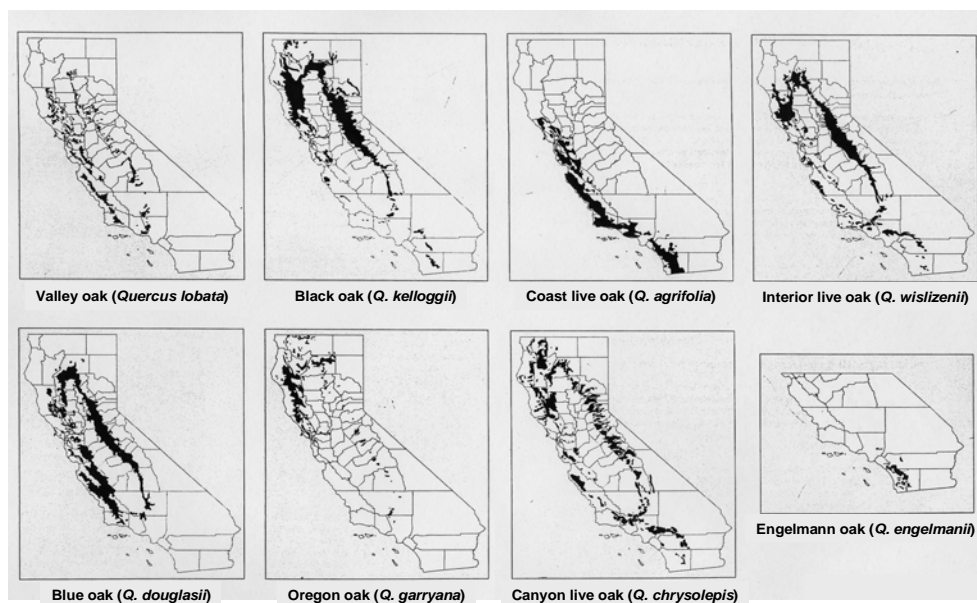 Valley oak (Quercus lobata)
Black oak (Q. kelloggii)
Coast live oak (Q. agrifolia)
Interior live oak (Q. wislizenii)
Blue oak (Q. douglasii)
Oregon oak (Q. garryana)
Canyon live oak (Q. chrysolepis)
Engelmann oak (Q. engelmanii)